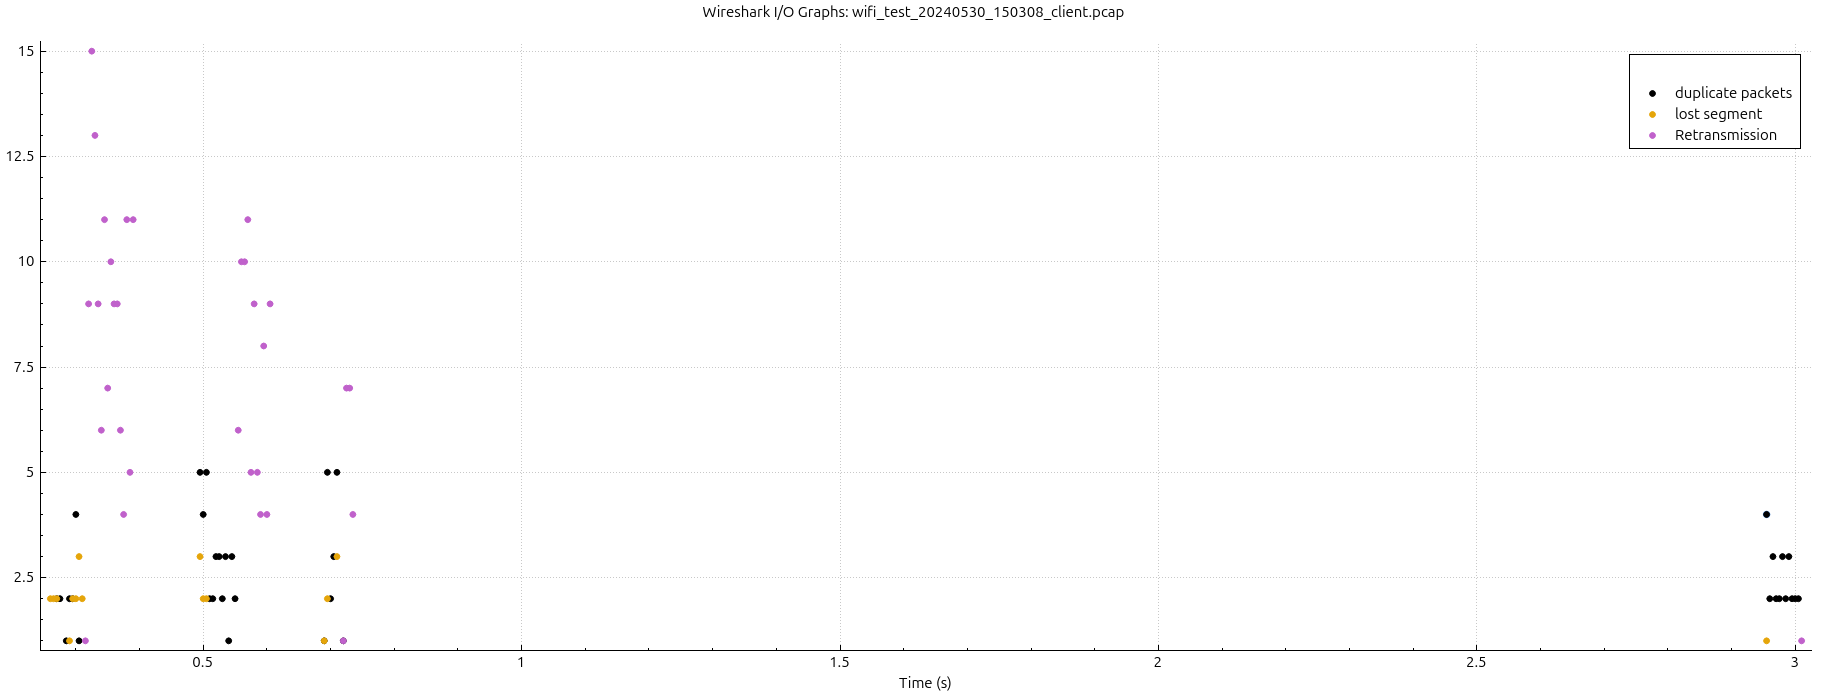 Wireshark I/O Graphs: wifi_test_20240530_150308_client.pcap
15
12.5
10
7.5
5
2.5
duplicate packets
lost segment
Retransmission
0.5
1
1.5
2
2.5
3
Time (s)